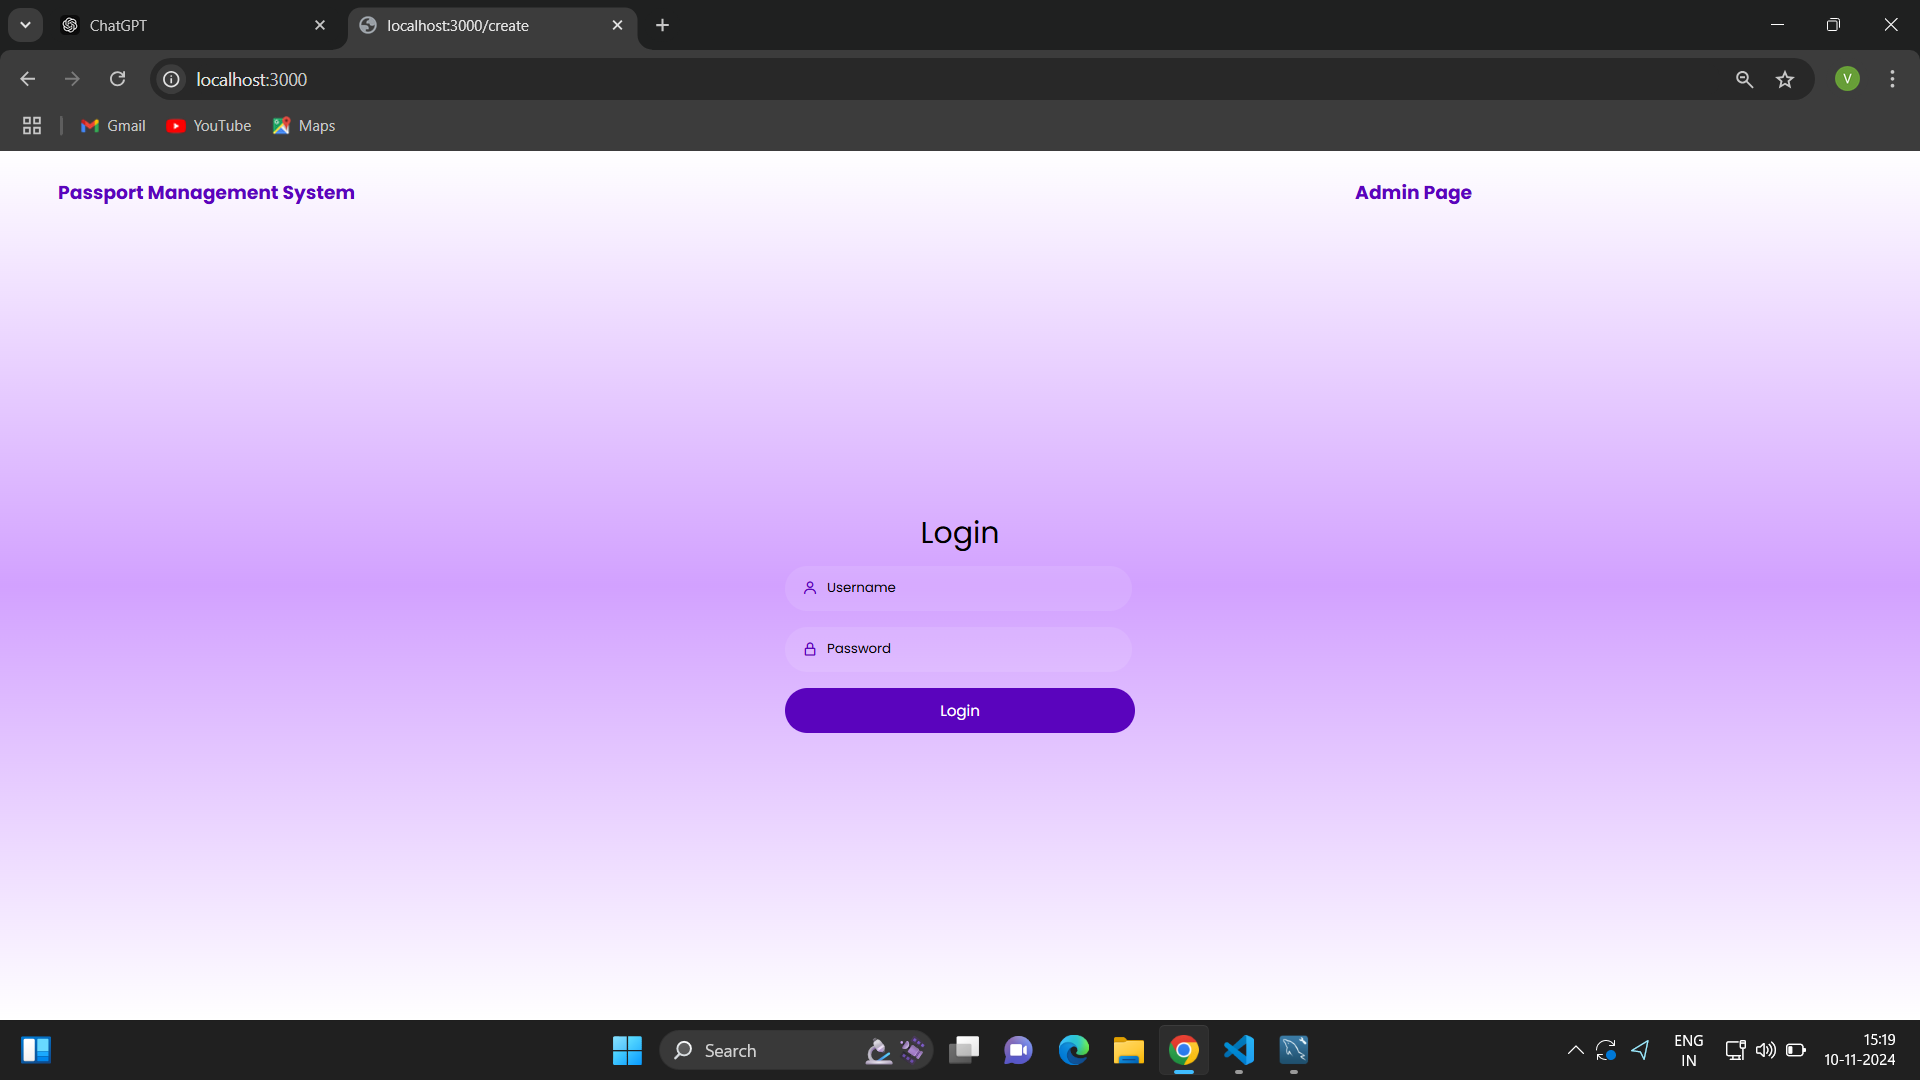 ChatGPT
localhost:3000/create
localhost:3000
V
Gmail
YouTube
Maps
Passport Management System
Admin Page
Login
Username
Password
Login
Search
ENG
IN
15:19
10-11-2024